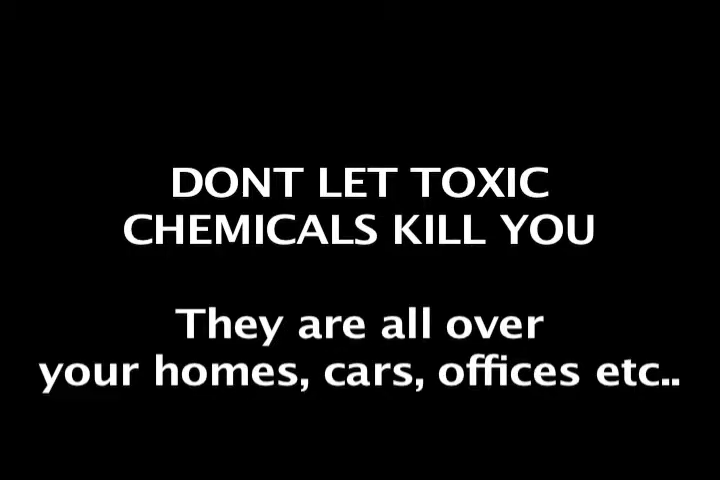 DONT LET TOXIC
CHEMICALS KILL YOU
They are all over
your homes, cars, offices etc..